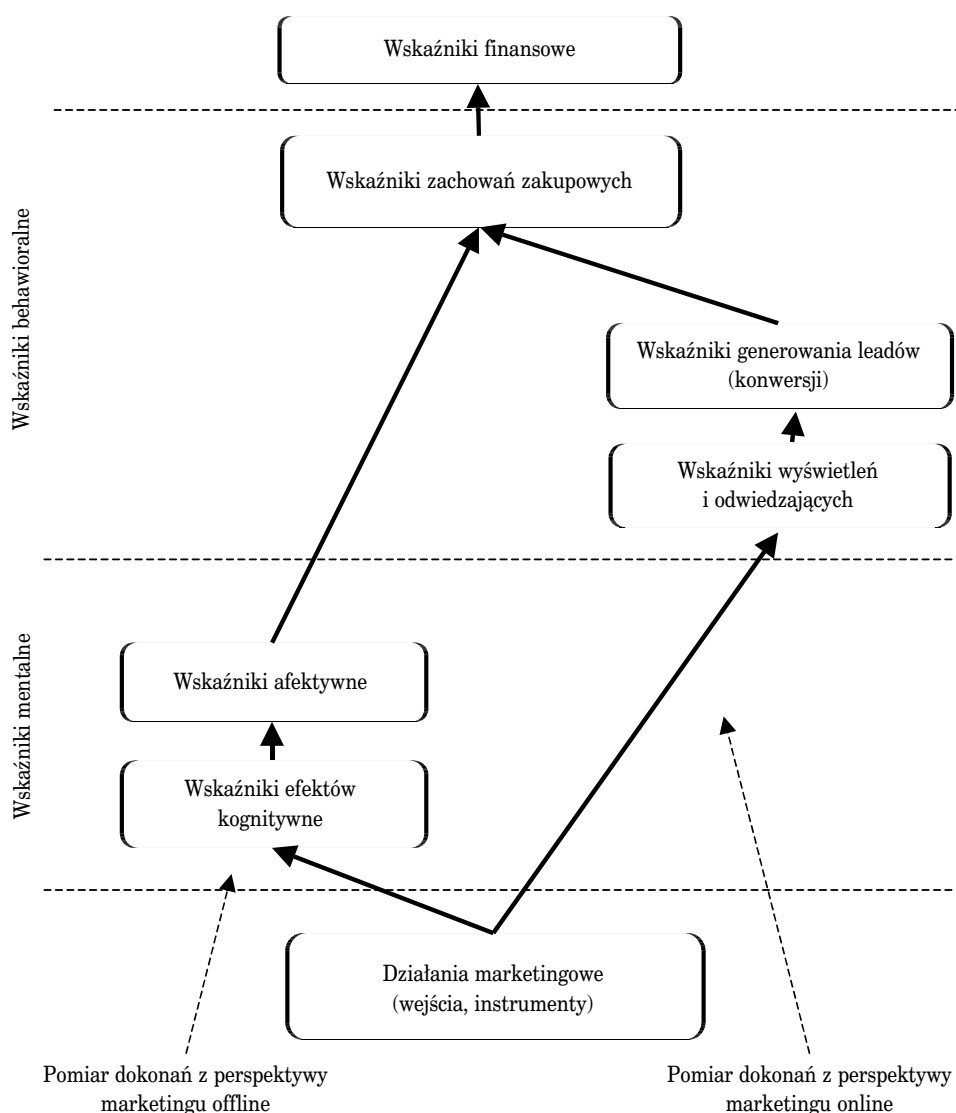 Wskaźniki finansowe
Wskaźniki zachowań zakupowych
Wskaźniki behawioralne
Wskaźniki generowania leadów
(konwersji)
Wskaźniki wyświetleń
i odwiedzających
Wskaźniki mentalne
Wskaźniki afektywne
Wskaźniki efektów
kognitywne
Działania marketingowe
(wejścia, instrumenty)
Pomiar dokonań z perspektywy
marketingu offline
Pomiar dokonań z perspektywy
marketingu online